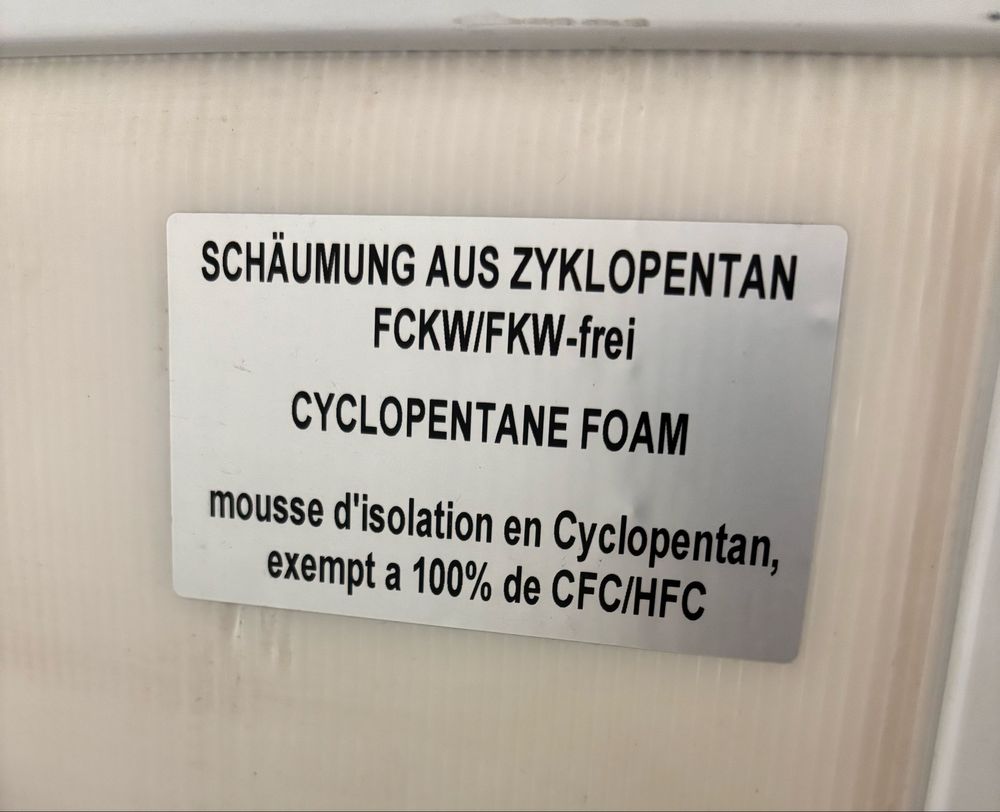 SCHÄUMUNG AUS ZYKLOPENTAN
FCKW/FKW-frei
CYCLOPENTANE FOAM
mousse d'isolation en Cyclopentan,
exempt a 100% de CFC/HFC